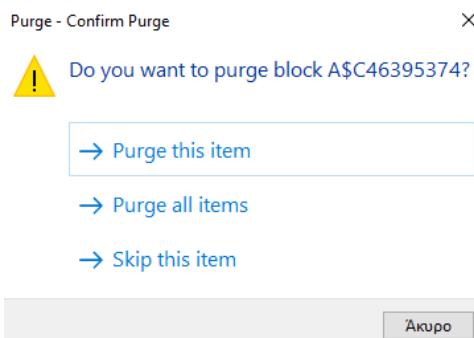 Purge - Confirm Purge
Do you want to purge block A$C46395374?
→ Purge this item
→ Purge all items
→ Skip this item
Άκυρο